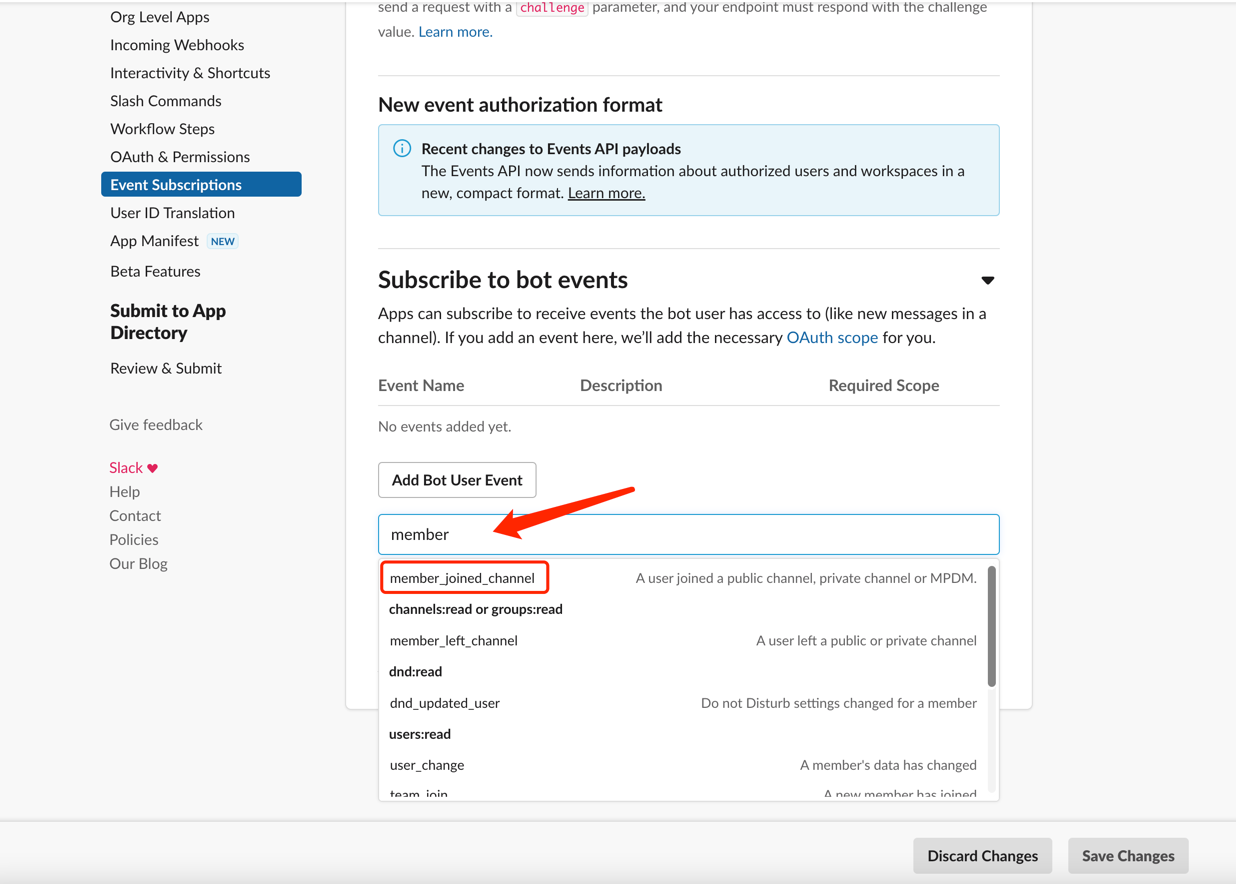 Org Level Apps
Incoming Webhooks
Interactivity & Shortcuts
Slash Commands
Workflow Steps
OAuth & Permissions
Event Subscriptions
User ID Translation
App Manifest NEW
Beta Features
Submit to App
Directory
Review & Submit
Give feedback
Slack ♥
Help
Contact
Policies
Our Blog
send a request with a challenge parameter, and your endpoint must respond with the challenge
value. Learn more.
New event authorization format
Recent changes to Events API payloads
The Events API now sends information about authorized users and workspaces in a
new, compact format. Learn more.
Subscribe to bot events
Apps can subscribe to receive events the bot user has access to (like new messages in a
channel). If you add an event here, we’ll add the necessary OAuth scope for you.
Event Name Description Required Scope
No events added yet.
Add Bot User Event
member
member_joined_channel A user joined a public channel, private channel or MPDM.
channels:read or groups:read
member_left_channel A user left a public or private channel
dnd:read
dnd_updated_user Do not Disturb settings changed for a member
users:read
user_change A member's data has changed
team_join A new member has joined
Discard Changes Save Changes